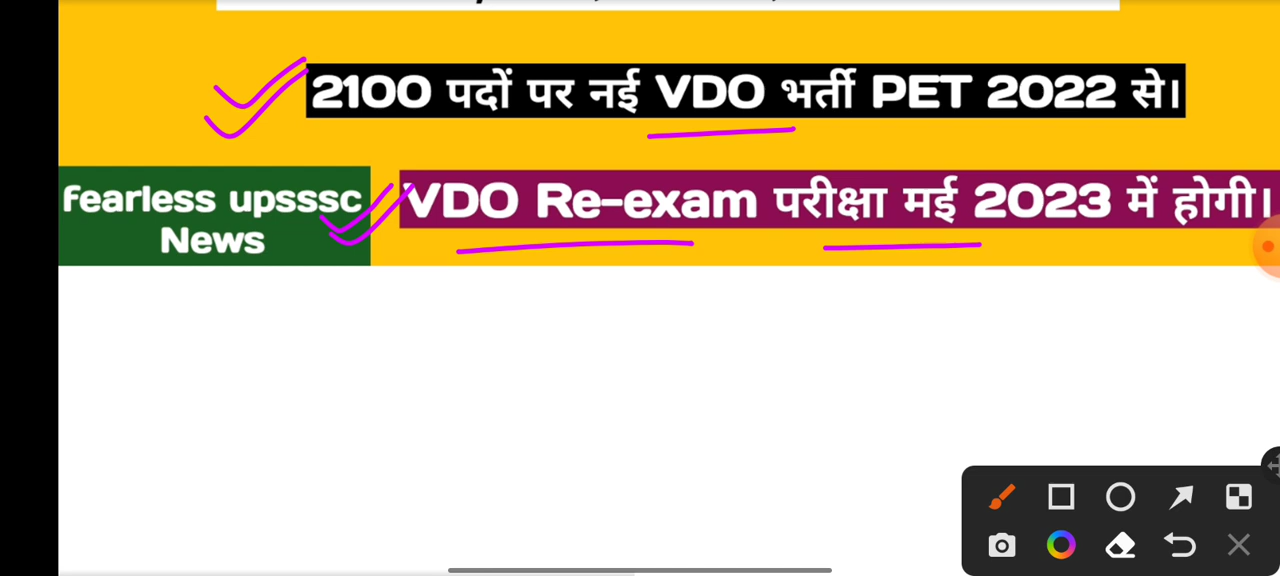 2100 पदों पर नई VDO भर्ती PET 2022 से।
fearless upsssc
News
VDO Re-exam परीक्षा मई 2023 में होगी।